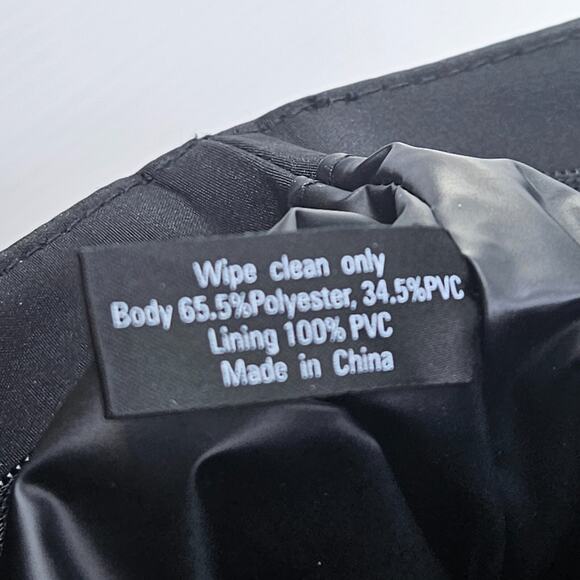 Wipe clean only
Body 65.5%Polyester, 34.5%PVC
Lining 100% PVC
Made in China